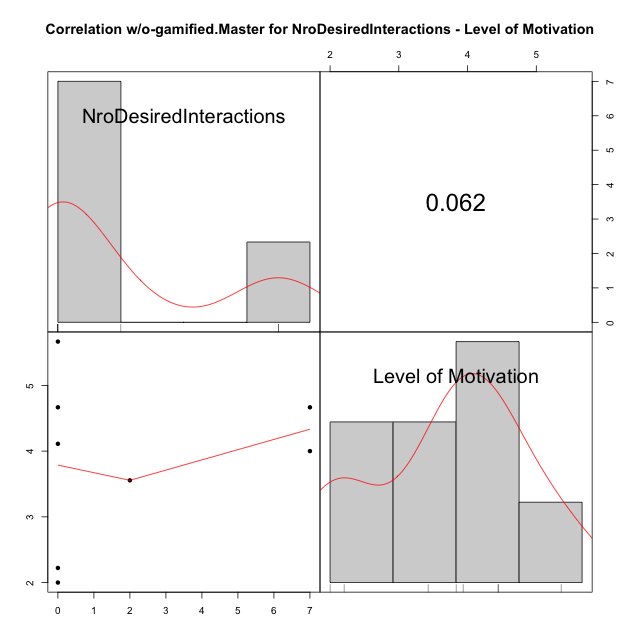 Correlation w/o-gamified.Master for NroDesiredInteractions - Level of Motivation
2 3 4 5
NroDesiredInteractions
0.062
7
6
5
4
3
2
1
0
Level of Motivation
5
4
3
2
0 1 2 3 4 5 6 7